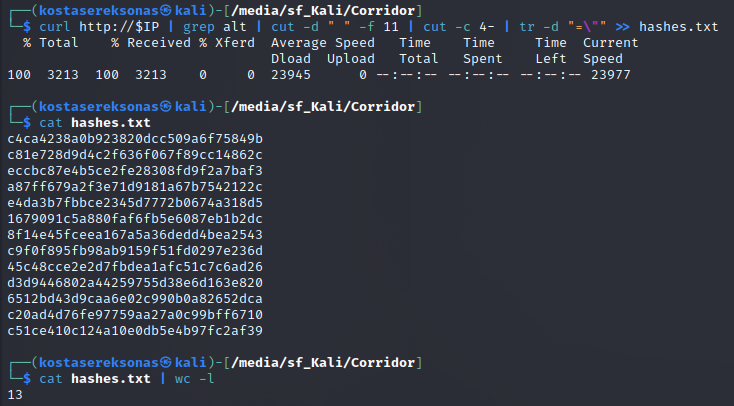 ┌──(kostasereksonas㉿kali)-[/media/sf_Kali/Corridor]
└─$ curl http://$IP | grep alt | cut -d " " -f 11 | cut -c 4- | tr -d "=\"" >> hashes.txt
  % Total    % Received % Xferd  Average Speed   Time    Time     Time  Current
                                 Dload  Upload   Total   Spent    Left  Speed
100  3213  100  3213    0     0  23945      0 --:--:-- --:--:-- --:--:-- 23977
┌──(kostasereksonas㉿kali)-[/media/sf_Kali/Corridor]
└─$ cat hashes.txt
c4ca4238a0b923820dcc509a6f75849b
c81e728d9d4c2f636f067f89cc14862c
eccbc87e4b5ce2fe28308fd9f2a7baf3
a87ff679a2f3e71d9181a67b7542122c
e4da3b7fbbce2345d7772b0674a318d5
1679091c5a880faf6fb5e6087eb1b2dc
8f14e45fceea167a5a36dedd4bea2543
c9f0f895fb98ab9159f51fd0297e236d
45c48cce2e2d7fbdea1afc51c7c6ad26
d3d9446802a44259755d38e6d163e820
6512bd43d9caa6e02c990b0a82652dca
c20ad4d76fe97759aa27a0c99bff6710
c51ce410c124a10e0db5e4b97fc2af39
┌──(kostasereksonas㉿kali)-[/media/sf_Kali/Corridor]
└─$ cat hashes.txt | wc -l
13